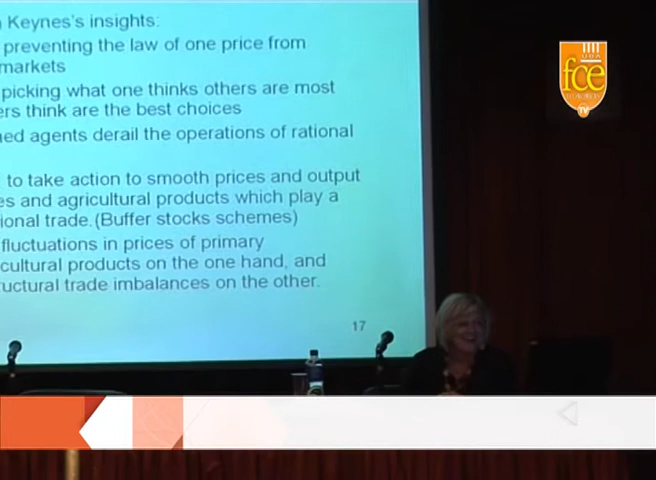 Keynes's insights:
preventing the law of one price from
markets
picking what one thinks others are most
ers think are the best choices
ned agents derail the operations of rational
to take action to smooth prices and output
es and agricultural products which play a
ional trade.(Buffer stocks schemes)
fluctuations in prices of primary
cultural products on the one hand, and
uctural trade imbalances on the other.
17
fce
TV